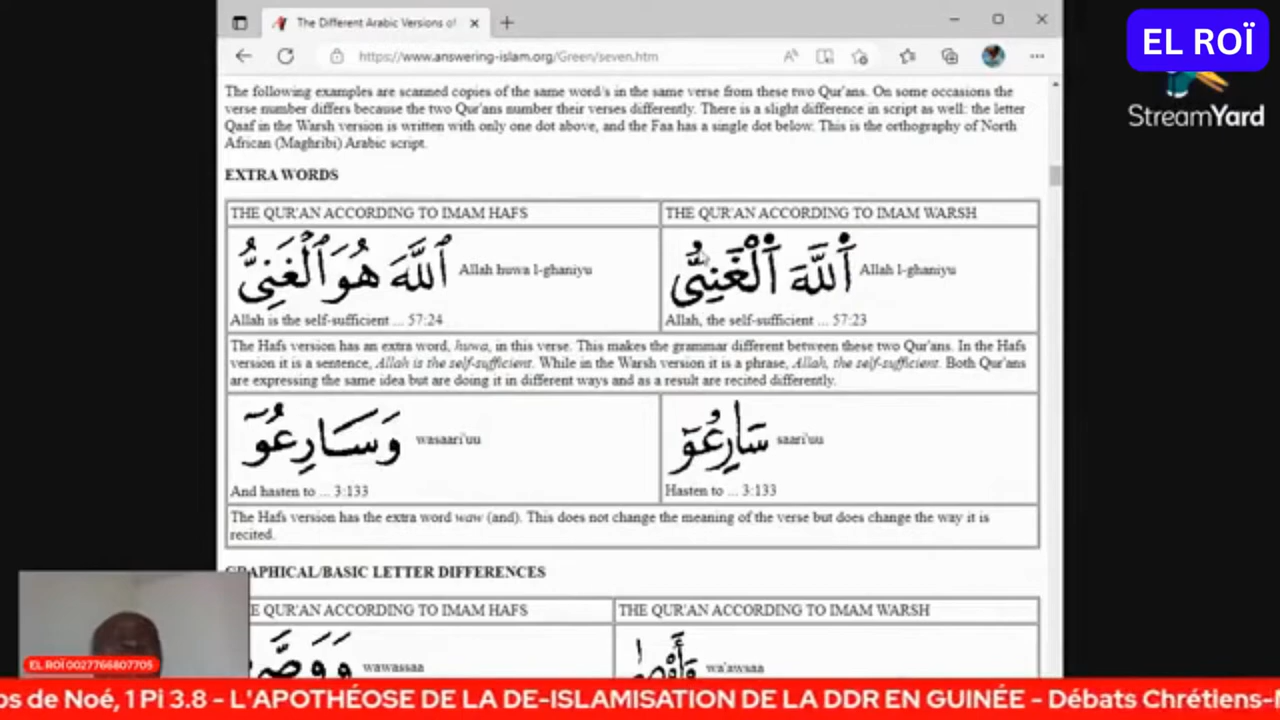 The Different Arabic Versions of
https://www.answering-islam.org/Green/seven.htm
EL ROÏ
StreamYard
The following examples are scanned copies of the same word/s in the same verse from these two Qur'ans. On some occasions the
verse number differs because the two Qur'ans number their verses differently. There is a slight difference in script as well: the letter
Qaaf in the Warsh version is written with only one dot above, and the Faa has a single dot below. This is the orthography of North
African (Maghribi) Arabic script.
EXTRA WORDS
THE QUR'AN ACCORDING TO IMAM HAFS
THE QUR'AN ACCORDING TO IMAM WARSH
ٱللَّهَ هُوَ ٱلْغَنِىُّ Allah huwa l-ghaniyu
Allah is the self-sufficient ... 57:24
ٱللَّهَ ٱلْغَنِىُّ Allah l-ghaniyu
Allah, the self-sufficient ... 57:23
The Hafs version has an extra word, huwa, in this verse. This makes the grammar different between these two Qur'ans. In the Hafs
version it is a sentence, Allah is the self-sufficient. While in the Warsh version it is a phrase, Allah, the self-sufficient. Both Qur'ans
are expressing the same idea but are doing it in different ways and as a result are recited differently.
وَسَارِعُوٓ wasaari'uu
And hasten to ... 3:133
سَارِعُوٓ saari'uu
Hasten to ... 3:133
The Hafs version has the extra word waw (and). This does not change the meaning of the verse but does change the way it is
recited.
GRAPHICAL/BASIC LETTER DIFFERENCES
E QUR'AN ACCORDING TO IMAM HAFS
THE QUR'AN ACCORDING TO IMAM WARSH
wawassaa
wa'awsaa
EL ROÏ 0027766807705
os de Noé, 1 Pi 3.8 - L'APOTHÉOSE DE LA DE-ISLAMISATION DE LA DDR EN GUINÉE - Débats Chrétiens-